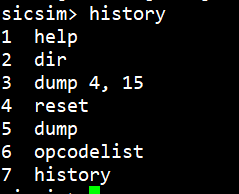 sicsim> history
1 help
2 dir
3 dump 4, 15
4 reset
5 dump
6 opcodelist
7 history